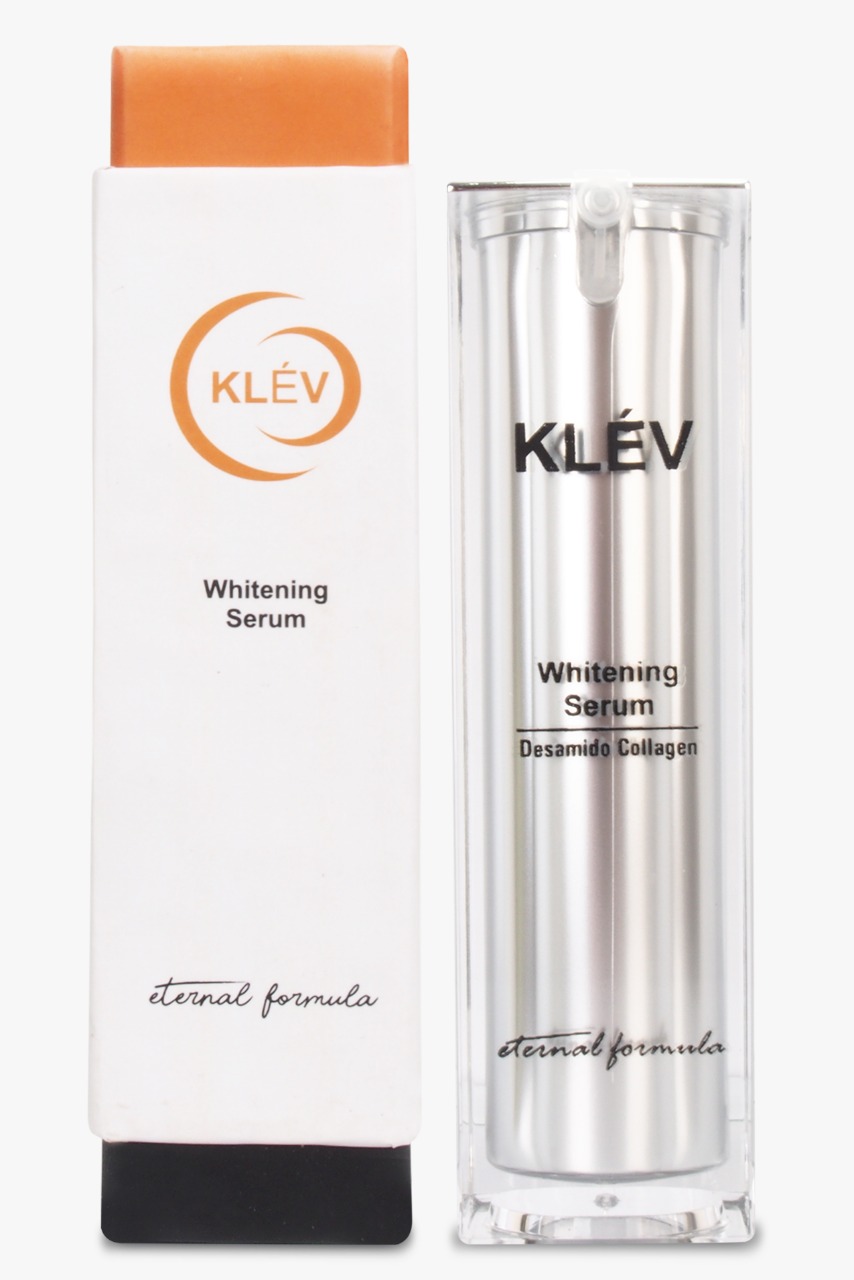 KLÉV
Whitening
Serum
eternal formula
KLÉV
Whitening
Serum
Desamido Collagen
eternal formula